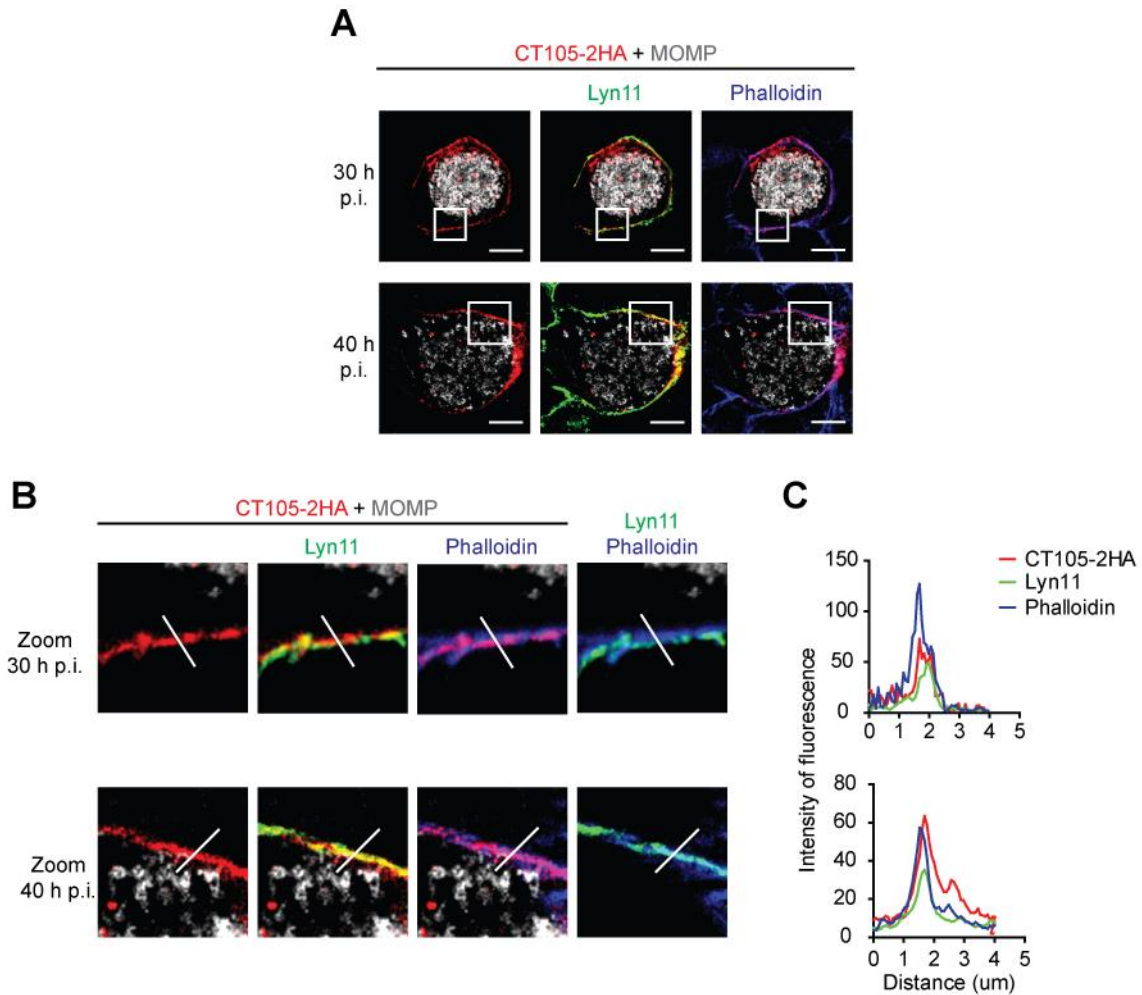 A
CT105-2HA + MOMP
Lyn11
Phalloidin
30 h
p.i.
40 h
p.i.
B
CT105-2HA + MOMP
Lyn11
Phalloidin
Lyn11
Phalloidin
Zoom
30 h p.i.
Zoom
40 h p.i.
C
CT105-2HA
Lyn11
Phalloidin
Intensity of fluorescence
150
100
50
0
0 1 2 3 4 5
80
60
40
20
0
0 1 2 3 4 5
Distance (um)